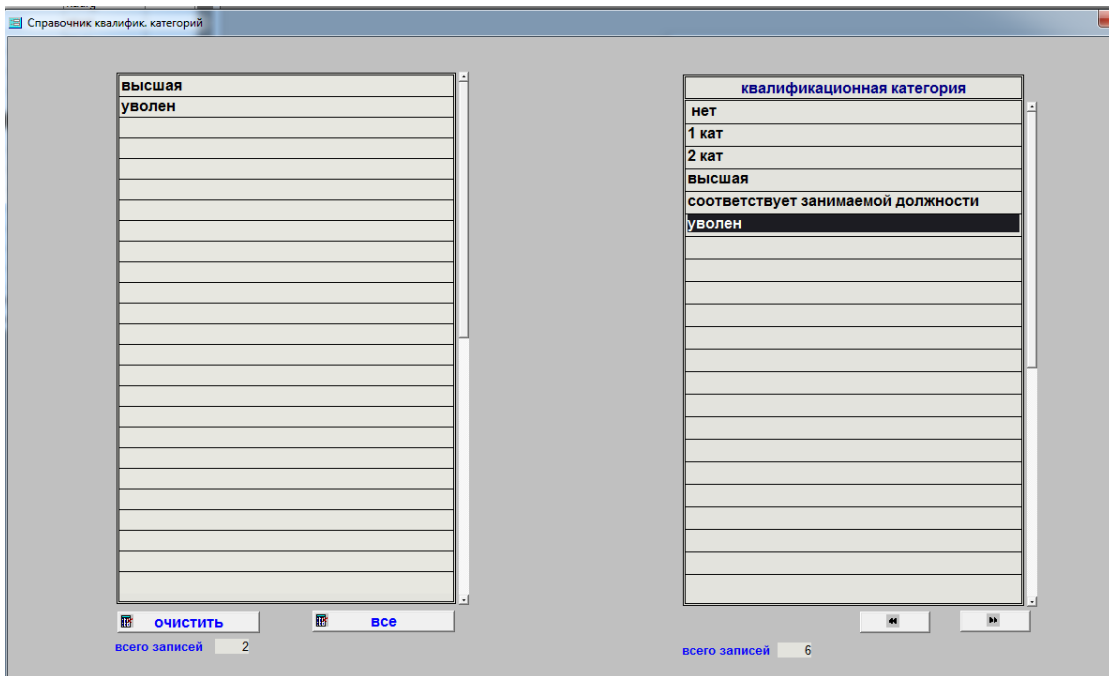 Справочник квалифик. категорий
высшая
уволен
очистить
все
всего записей 2
квалификационная категория
нет
1 кат
2 кат
высшая
соответствует занимаемой должности
уволен
всего записей 6